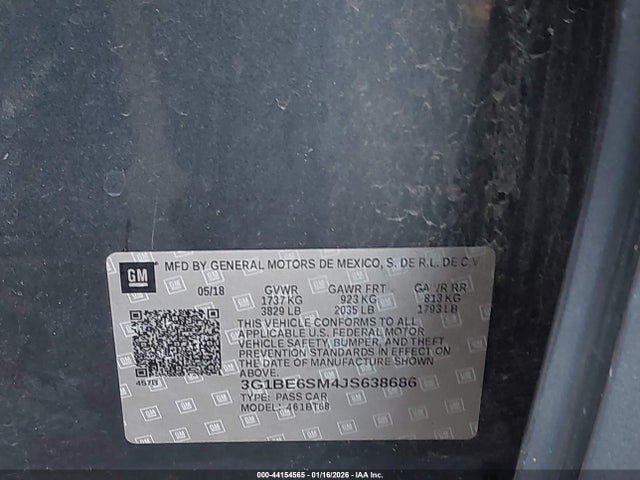 GM MFD BY GENERAL MOTORS DE MEXICO, S. DE R.L. DE C.V
05/18 GVWR GAWR FRT GAWR RR
1737 KG 923 KG 813 KG
3829 LB 2035 LB 1793 LB
THIS VEHICLE CONFORMS TO ALL
APPLICABLE U.S. FEDERAL MOTOR
VEHICLE SAFETY, BUMPER, AND THEFT
PREVENTION STANDARDS IN EFFECT ON
THE DATE OF MANUFACTURE SHOWN
ABOVE.
457B
3G1BE6SM4JS638686
TYPE: PASS CAR
MODEL: 461BT68
000-44154565 - 01/16/2026 - IAA Inc.